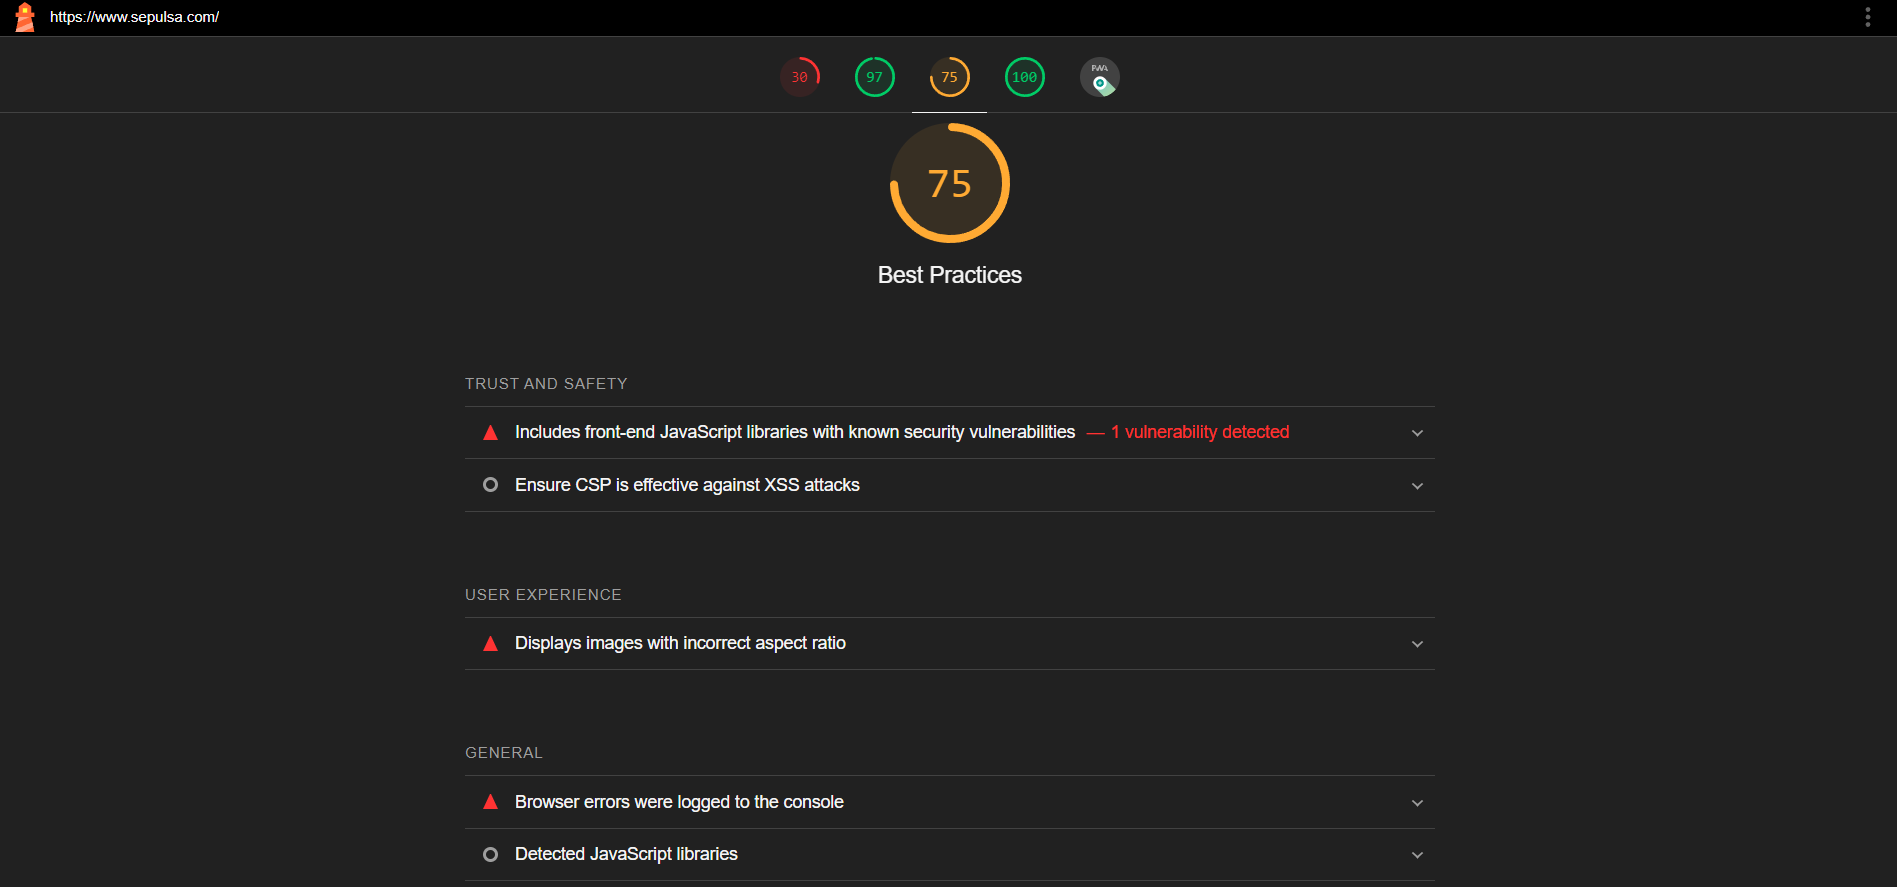 https://www.sepulsa.com/
30 97 75 100 PWA
75
Best Practices
TRUST AND SAFETY
Includes front-end JavaScript libraries with known security vulnerabilities — 1 vulnerability detected
Ensure CSP is effective against XSS attacks
USER EXPERIENCE
Displays images with incorrect aspect ratio
GENERAL
Browser errors were logged to the console
Detected JavaScript libraries